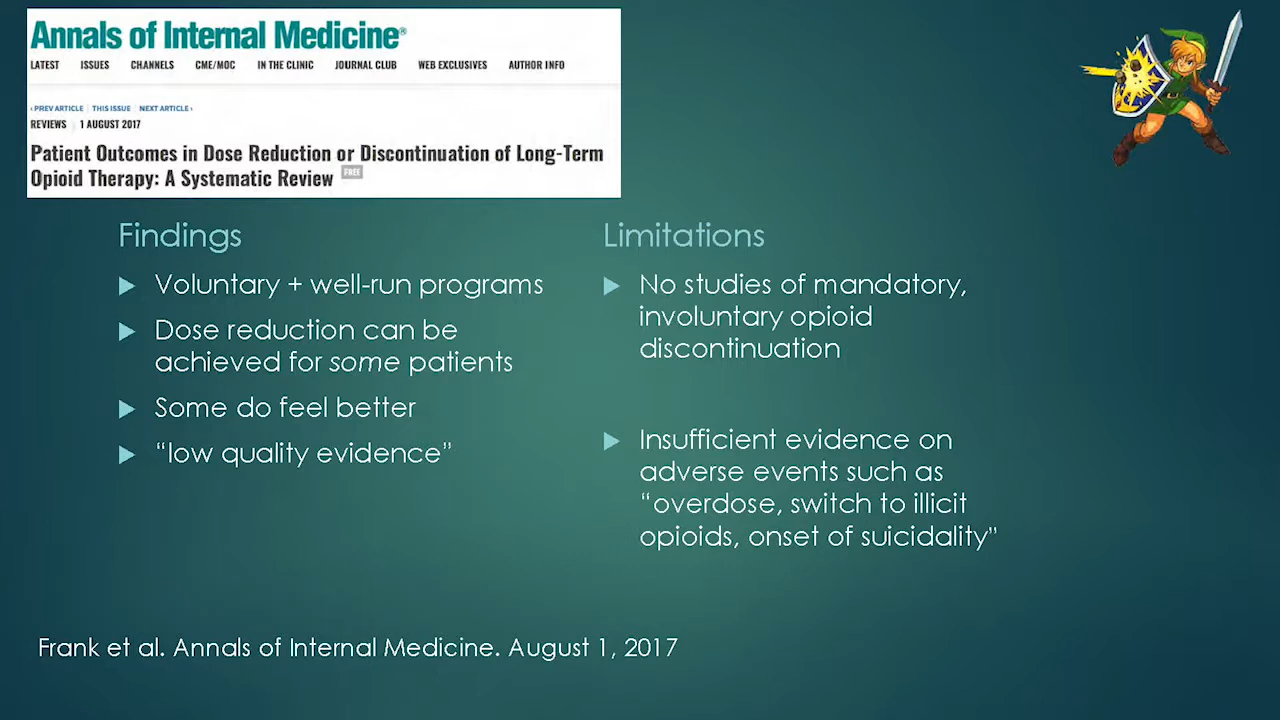 Annals of Internal Medicine®
LATEST ISSUES CHANNELS CME/MOC IN THE CLINIC JOURNAL CLUB WEB EXCLUSIVES AUTHOR INFO
‹ PREV ARTICLE | THIS ISSUE | NEXT ARTICLE ›
REVIEWS | 1 AUGUST 2017
Patient Outcomes in Dose Reduction or Discontinuation of Long-Term
Opioid Therapy: A Systematic Review FREE
Findings
Voluntary + well-run programs
Dose reduction can be
achieved for some patients
Some do feel better
“low quality evidence”
Limitations
No studies of mandatory,
involuntary opioid
discontinuation
Insufficient evidence on
adverse events such as
“overdose, switch to illicit
opioids, onset of suicidality”
Frank et al. Annals of Internal Medicine. August 1, 2017